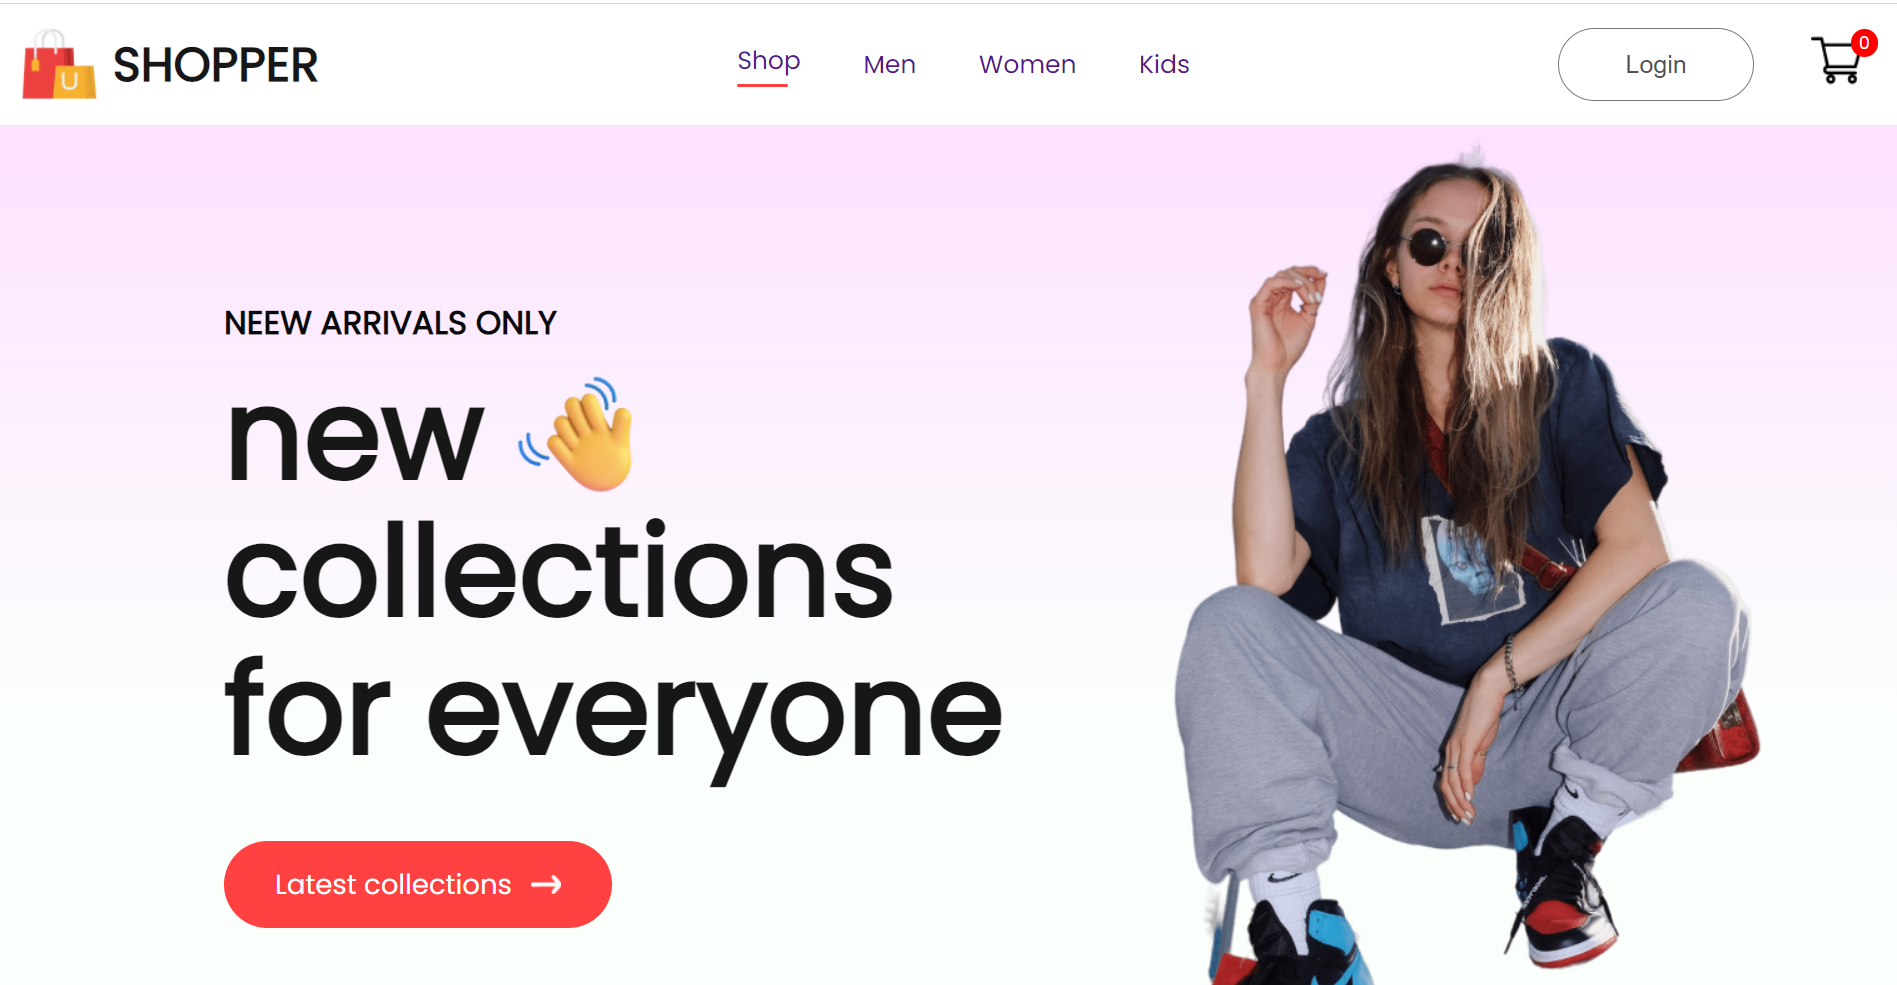 SHOPPER
Shop
Men
Women
Kids
Login
0
NEEW ARRIVALS ONLY
new
collections
for everyone
Latest collections